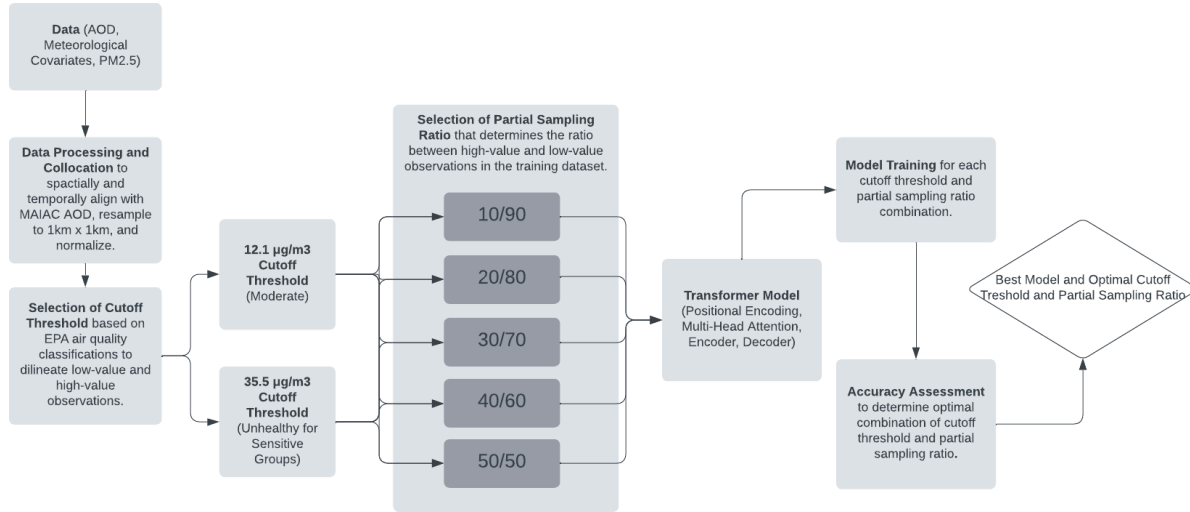 Data (AOD,
Meteorological
Covariates, PM2.5)
Data Processing and
Collocation to
spactially and
temporally align with
MAIAC AOD, resample
to 1km x 1km, and
normalize.
Selection of Cutoff
Threshold based on
EPA air quality
classifications to
dilineate low-value and
high-value
observations.
12.1 µg/m3
Cutoff
Threshold
(Moderate)
35.5 µg/m3
Cutoff
Threshold
(Unhealthy for
Sensitive
Groups)
Selection of Partial Sampling
Ratio that determines the ratio
between high-value and low-value
observations in the training dataset.
10/90
20/80
30/70
40/60
50/50
Transformer Model
(Positional Encoding,
Multi-Head Attention,
Encoder, Decoder)
Model Training for each
cutoff threshold and
partial sampling ratio
combination.
Accuracy Assessment
to determine optimal
combination of cutoff
threshold and partial
sampling ratio.
Best Model and Optimal Cutoff
Treshold and Partial Sampling Ratio